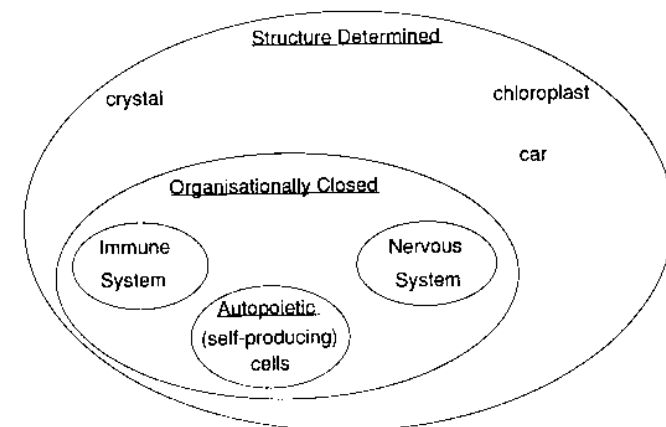 Structure Determined
crystal
chloroplast
car
Organisationally Closed
Immune
System
Nervous
System
Autopoietic
(self-producing)
cells